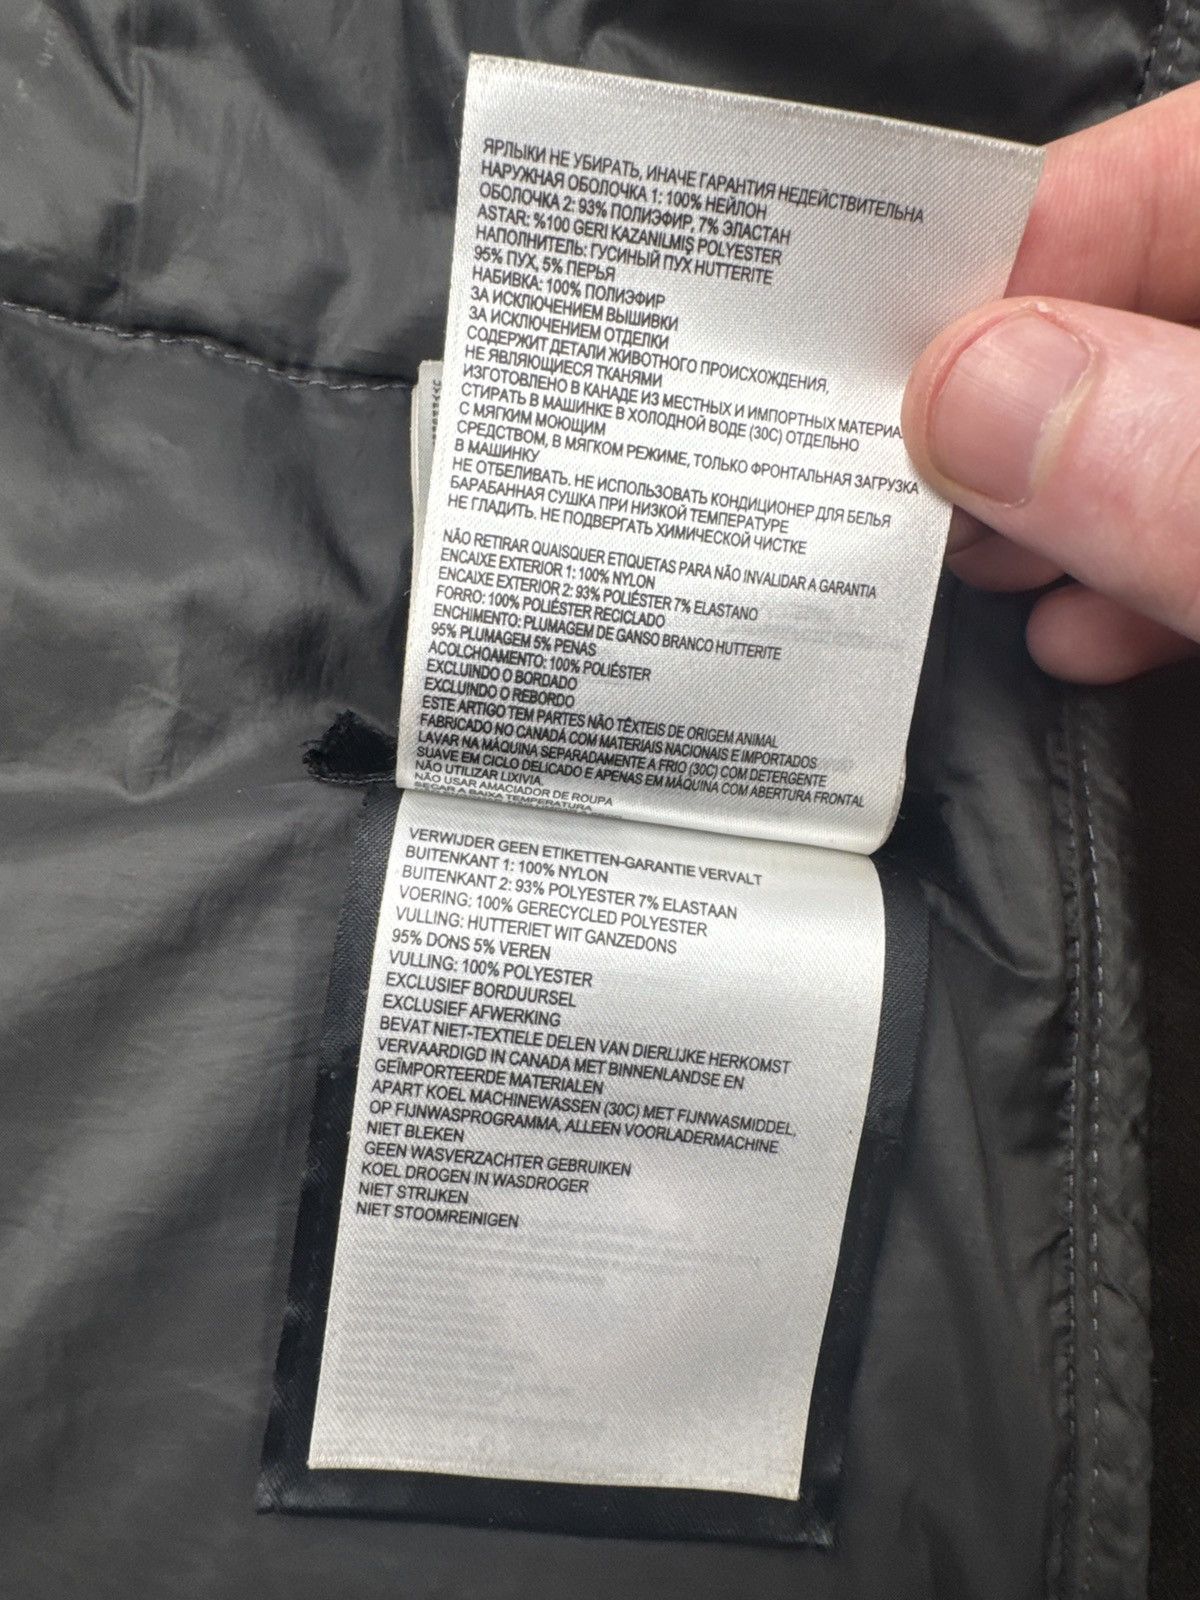 ЯРЛЫКИ НЕ УБИРАТЬ, ИНАЧЕ ГАРАНТИЯ НЕДЕЙСТВИТЕЛЬНА
НАРУЖНАЯ ОБОЛОЧКА 1: 100% НЕЙЛОН
ОБОЛОЧКА 2: 93% ПОЛИЭФИР, 7% ЭЛАСТАН
ASTAR: %100 GERI KAZANILMIŞ POLYESTER
НАПОЛНИТЕЛЬ: ГУСИНЫЙ ПУХ HUTTERITE
95% ПУХ, 5% ПЕРЬЯ
НАБИВКА: 100% ПОЛИЭФИР
ЗА ИСКЛЮЧЕНИЕМ ВЫШИВКИ
ЗА ИСКЛЮЧЕНИЕМ ОТДЕЛКИ
СОДЕРЖИТ ДЕТАЛИ ЖИВОТНОГО ПРОИСХОЖДЕНИЯ,
НЕ ЯВЛЯЮЩИЕСЯ ТКАНЯМИ
ИЗГОТОВЛЕНО В КАНАДЕ ИЗ МЕСТНЫХ И ИМПОРТНЫХ МАТЕРИА
СТИРАТЬ В МАШИНКЕ В ХОЛОДНОЙ ВОДЕ (30C) ОТДЕЛЬНО
С МЯГКИМ МОЮЩИМ
СРЕДСТВОМ, В МЯГКОМ РЕЖИМЕ, ТОЛЬКО ФРОНТАЛЬНАЯ ЗАГРУЗКА
В МАШИНКУ
НЕ ОТБЕЛИВАТЬ. НЕ ИСПОЛЬЗОВАТЬ КОНДИЦИОНЕР ДЛЯ БЕЛЬЯ
БАРАБАННАЯ СУШКА ПРИ НИЗКОЙ ТЕМПЕРАТУРЕ
НЕ ГЛАДИТЬ. НЕ ПОДВЕРГАТЬ ХИМИЧЕСКОЙ ЧИСТКЕ
NÃO RETIRAR QUAISQUER ETIQUETAS PARA NÃO INVALIDAR A GARANTIA
ENCAIXE EXTERIOR 1: 100% NYLON
ENCAIXE EXTERIOR 2: 93% POLIÉSTER 7% ELASTANO
FORRO: 100% POLIÉSTER RECICLADO
ENCHIMENTO: PLUMAGEM DE GANSO BRANCO HUTTERITE
95% PLUMAGEM 5% PENAS
ACOLCHOAMENTO: 100% POLIÉSTER
EXCLUINDO O BORDADO
EXCLUINDO O REBORDO
ESTE ARTIGO TEM PARTES NÃO TÊXTEIS DE ORIGEM ANIMAL
FABRICADO NO CANADÁ COM MATERIAIS NACIONAIS E IMPORTADOS
LAVAR NA MÁQUINA SEPARADAMENTE A FRIO (30C) COM DETERGENTE
SUAVE EM CICLO DELICADO E APENAS EM MÁQUINA COM ABERTURA FRONTAL
NÃO UTILIZAR LIXIVIA
NÃO USAR AMACIADOR DE ROUPA
SECAR A BAIXA TEMPERATURA
VERWIJDER GEEN ETIKETTEN-GARANTIE VERVALT
BUITENKANT 1: 100% NYLON
BUITENKANT 2: 93% POLYESTER 7% ELASTAAN
VOERING: 100% GERECYCLED POLYESTER
VULLING: HUTTERIET WIT GANZEDONS
95% DONS 5% VEREN
VULLING: 100% POLYESTER
EXCLUSIEF BORDUURSEL
EXCLUSIEF AFWERKING
BEVAT NIET-TEXTIELE DELEN VAN DIERLIJKE HERKOMST
VERVAARDIGD IN CANADA MET BINNENLANDSE EN
GEÏMPORTEERDE MATERIALEN
APART KOEL MACHINEWASSEN (30C) MET FIJNWASMIDDEL,
OP FIJNWASPROGRAMMA, ALLEEN VOORLADERMACHINE
NIET BLEKEN
GEEN WASVERZACHTER GEBRUIKEN
KOEL DROGEN IN WASDROGER
NIET STRIJKEN
NIET STOOMREINIGEN